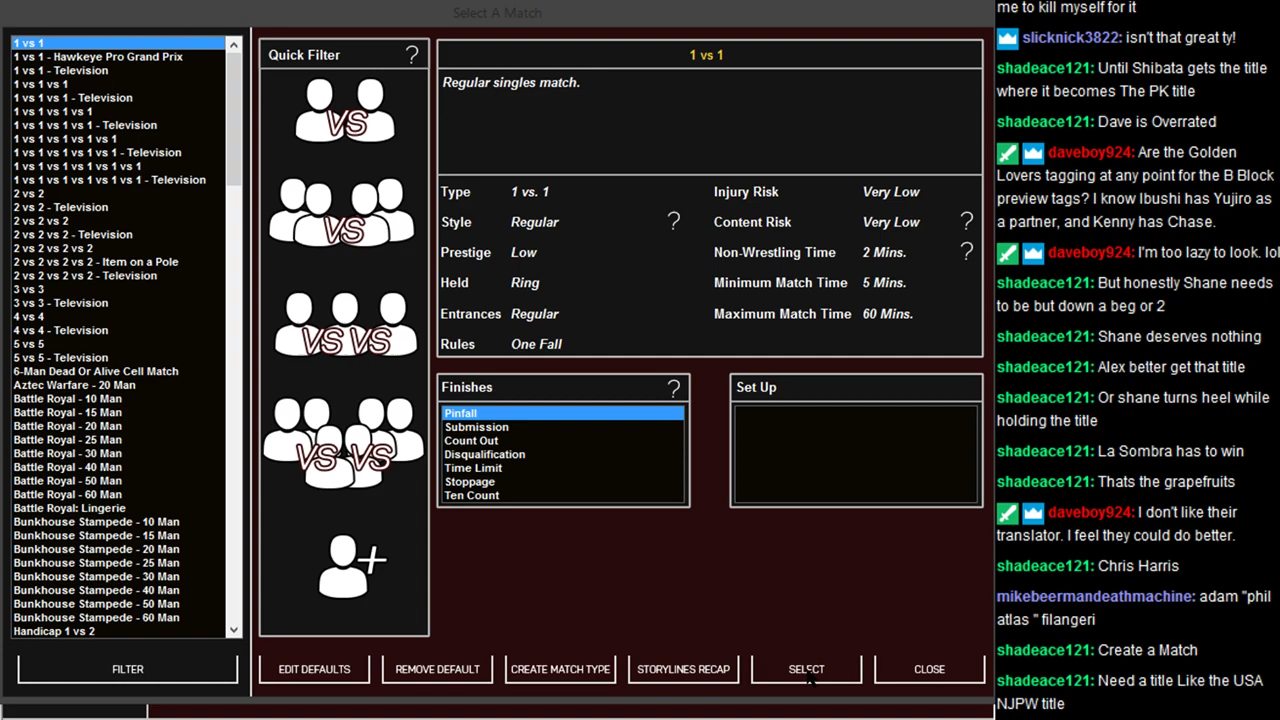 Select A Match
1 vs 1
1 vs 1 - Hawkeye Pro Grand Prix
1 vs 1 - Television
1 vs 1 vs 1
1 vs 1 vs 1 - Television
1 vs 1 vs 1 vs 1
1 vs 1 vs 1 vs 1 - Television
1 vs 1 vs 1 vs 1 vs 1
1 vs 1 vs 1 vs 1 vs 1 - Television
1 vs 1 vs 1 vs 1 vs 1 vs 1
1 vs 1 vs 1 vs 1 vs 1 vs 1 - Television
2 vs 2
2 vs 2 - Television
2 vs 2 vs 2
2 vs 2 vs 2 - Television
2 vs 2 vs 2 vs 2
2 vs 2 vs 2 vs 2 - Item on a Pole
2 vs 2 vs 2 vs 2 - Television
3 vs 3
3 vs 3 - Television
4 vs 4
4 vs 4 - Television
5 vs 5
5 vs 5 - Television
6-Man Dead Or Alive Cell Match
Aztec Warfare - 20 Man
Battle Royal - 10 Man
Battle Royal - 15 Man
Battle Royal - 20 Man
Battle Royal - 25 Man
Battle Royal - 30 Man
Battle Royal - 40 Man
Battle Royal - 50 Man
Battle Royal - 60 Man
Battle Royal: Lingerie
Bunkhouse Stampede - 10 Man
Bunkhouse Stampede - 15 Man
Bunkhouse Stampede - 20 Man
Bunkhouse Stampede - 25 Man
Bunkhouse Stampede - 30 Man
Bunkhouse Stampede - 40 Man
Bunkhouse Stampede - 50 Man
Bunkhouse Stampede - 60 Man
Handicap 1 vs 2
FILTER
Quick Filter ?
VS
VS
VS VS
VS VS
+
1 vs 1
Regular singles match.
Type 1 vs. 1 Injury Risk Very Low
Style Regular ? Content Risk Very Low ?
Prestige Low Non-Wrestling Time 2 Mins. ?
Held Ring Minimum Match Time 5 Mins.
Entrances Regular Maximum Match Time 60 Mins.
Rules One Fall
Finishes ?
Pinfall
Submission
Count Out
Disqualification
Time Limit
Stoppage
Ten Count
Set Up
EDIT DEFAULTS REMOVE DEFAULT CREATE MATCH TYPE STORYLINES RECAP SELECT CLOSE
me to kill myself for it
slicknick3822: isn't that great ty!
shadeace121: Until Shibata gets the title
where it becomes The PK title
shadeace121: Dave is Overrated
daveboy924: Are the Golden
Lovers tagging at any point for the B Block
preview tags? I know Ibushi has Yujiro as
a partner, and Kenny has Chase.
daveboy924: I'm too lazy to look. lol
shadeace121: But honestly Shane needs
to be but down a beg or 2
shadeace121: Shane deserves nothing
shadeace121: Alex better get that title
shadeace121: Or shane turns heel while
holding the title
shadeace121: La Sombra has to win
shadeace121: Thats the grapefruits
daveboy924: I don't like their
translator. I feel they could do better.
shadeace121: Chris Harris
mikebeermandeathmachine: adam "phil
atlas " filangeri
shadeace121: Create a Match
shadeace121: Need a title Like the USA
NJPW title